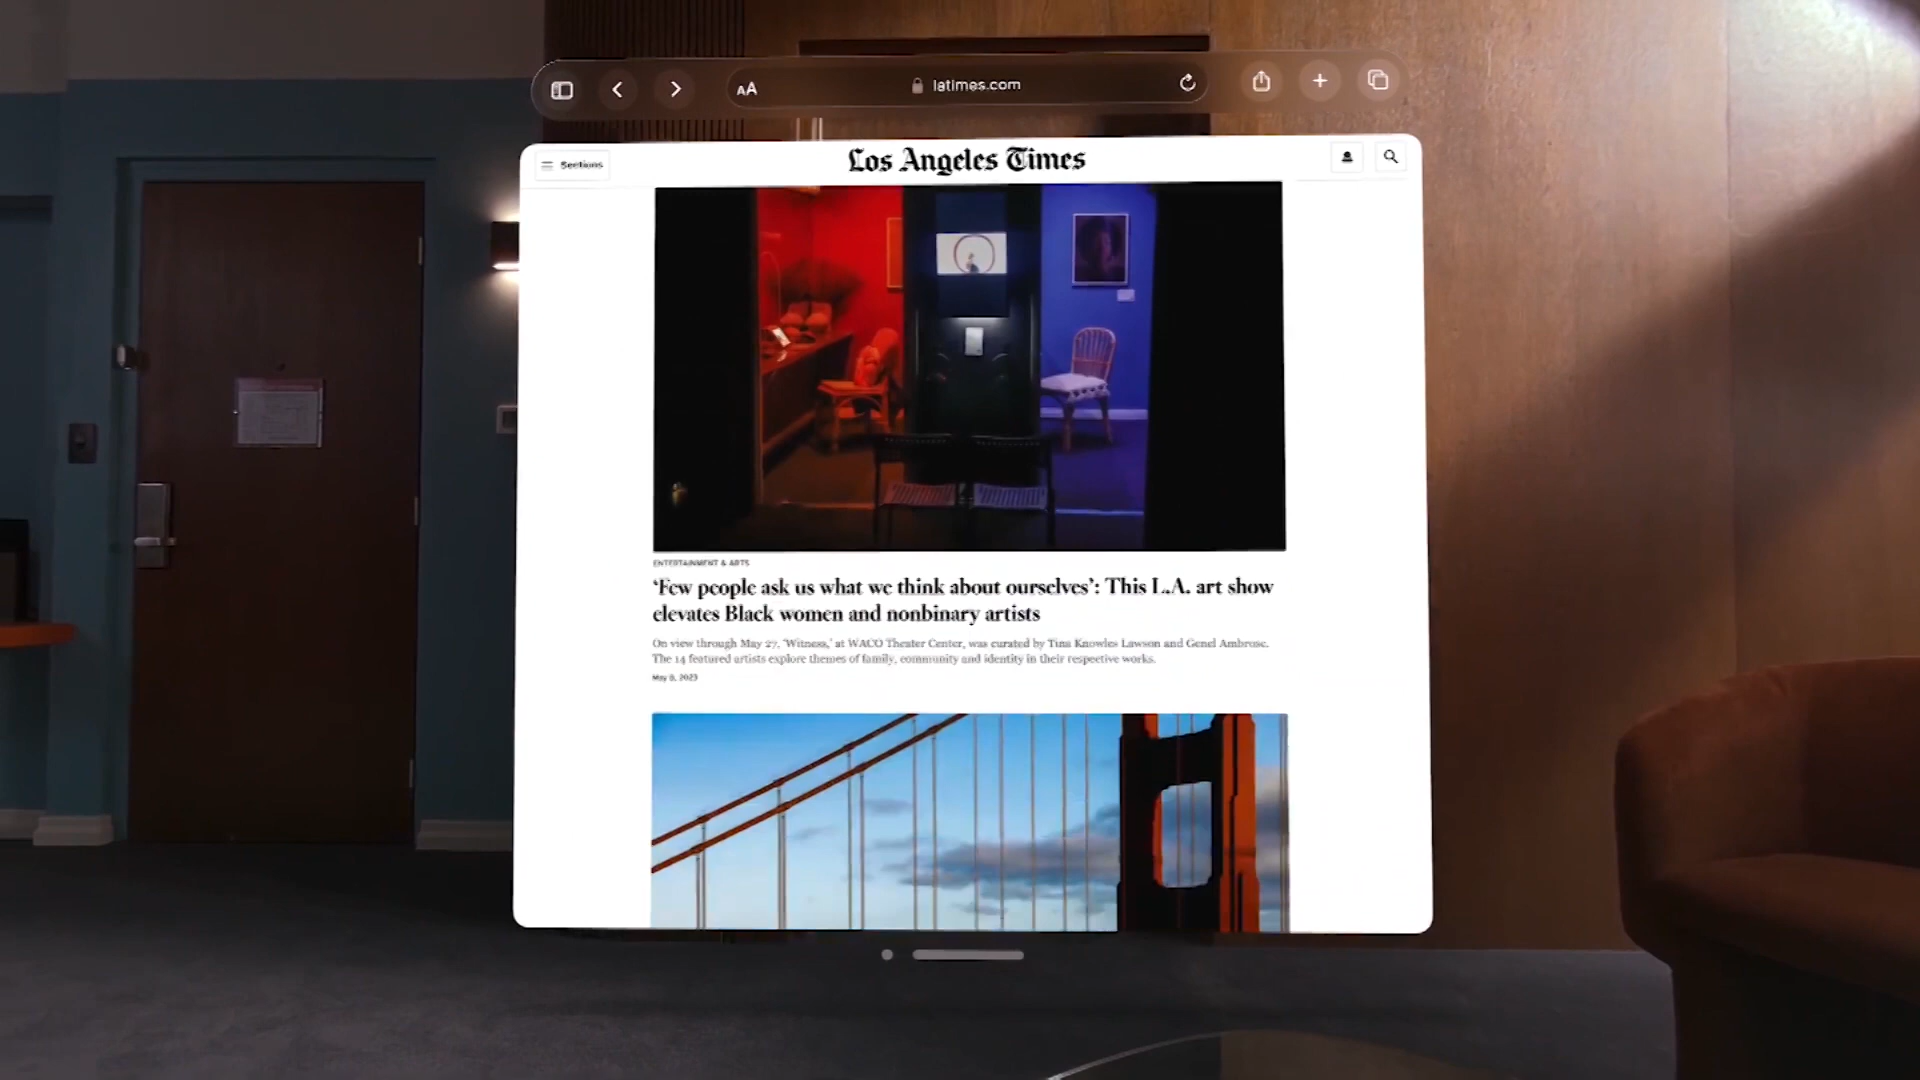 AA
latimes.com
Sections
Los Angeles Times
ENTERTAINMENT & ARTS
‘Few people ask us what we think about ourselves’: This L.A. art show
elevates Black women and nonbinary artists
On view through May 27, ‘Witness,’ at WACO Theater Center, was curated by Tina Knowles Lawson and Genel Ambrose.
The 14 featured artists explore themes of family, community and identity in their respective works.
May 8, 2023